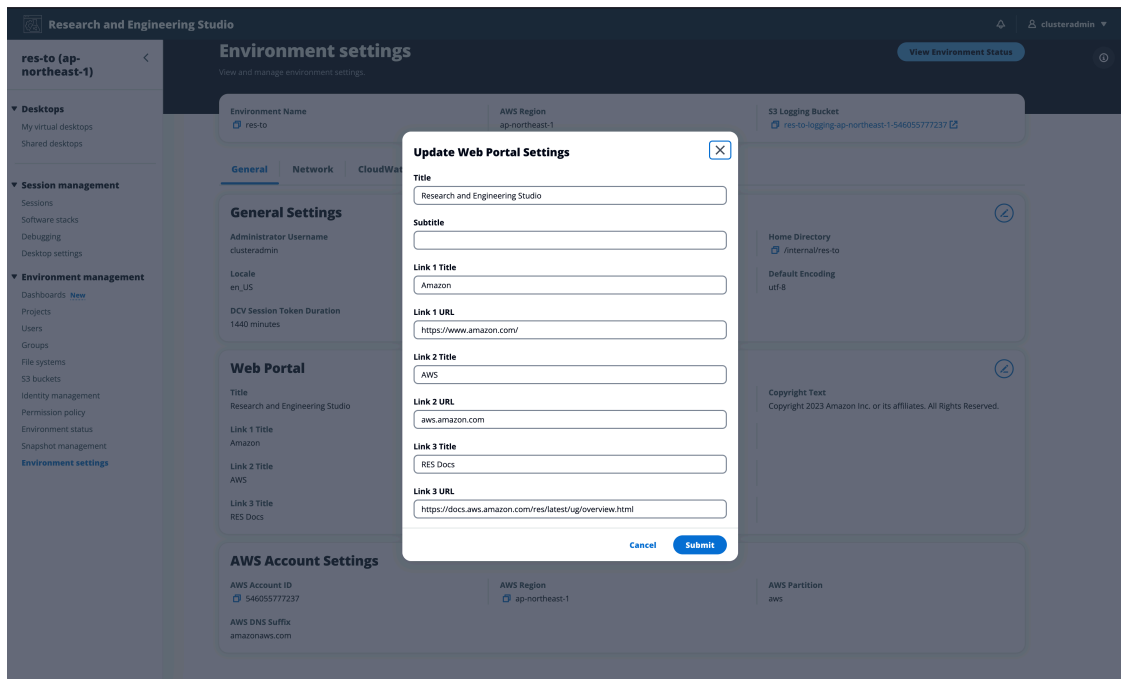 Research and Engineering Studio
clusteradmin
res-to (ap-
northeast-1)
Desktops
My virtual desktops
Shared desktops
Session management
Sessions
Software stacks
Debugging
Desktop settings
Environment management
Dashboards New
Projects
Users
Groups
File systems
S3 buckets
Identity management
Permission policy
Environment status
Snapshot management
Environment settings
Environment settings
View and manage environment settings.
View Environment Status
Environment Name
res-to
AWS Region
ap-northeast-1
S3 Logging Bucket
res-to-logging-ap-northeast-1-546055777237
General
Network
CloudWat
General Settings
Administrator Username
clusteradmin
Locale
en_US
DCV Session Token Duration
1440 minutes
Home Directory
/internal/res-to
Default Encoding
utf-8
Web Portal
Title
Research and Engineering Studio
Link 1 Title
Amazon
Link 2 Title
AWS
Link 3 Title
RES Docs
Copyright Text
Copyright 2023 Amazon Inc. or its affiliates. All Rights Reserved.
AWS Account Settings
AWS Account ID
546055777237
AWS Region
ap-northeast-1
AWS Partition
aws
AWS DNS Suffix
amazonaws.com
Update Web Portal Settings
Title
Research and Engineering Studio
Subtitle
Link 1 Title
Amazon
Link 1 URL
https://www.amazon.com/
Link 2 Title
AWS
Link 2 URL
aws.amazon.com
Link 3 Title
RES Docs
Link 3 URL
https://docs.aws.amazon.com/res/latest/ug/overview.html
Cancel
Submit